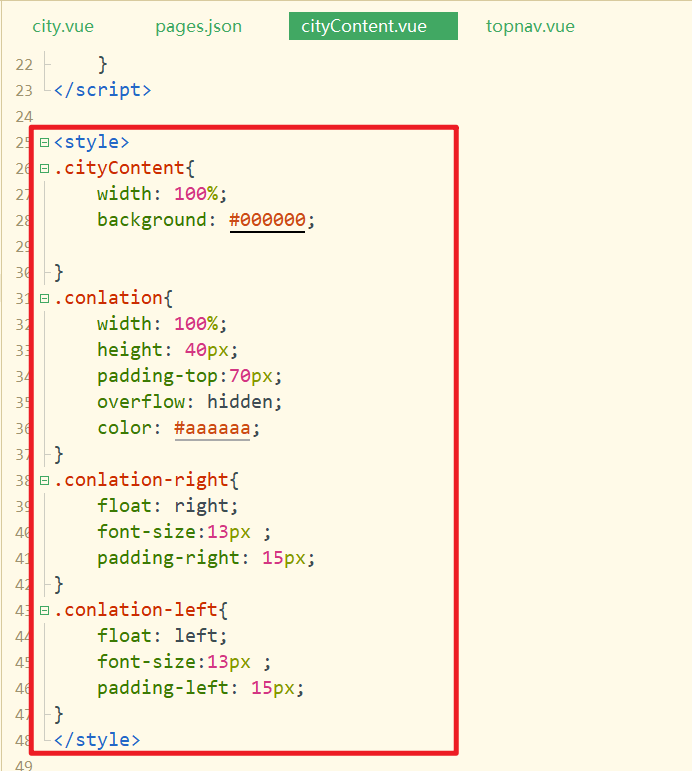 city.vue pages.json cityContent.vue topnav.vue
22 }
23 </script>
24
25 <style>
26 .cityContent{
27 width: 100%;
28 background: #000000;
29
30 }
31 .conlation{
32 width: 100%;
33 height: 40px;
34 padding-top:70px;
35 overflow: hidden;
36 color: #aaaaaa;
37 }
38 .conlation-right{
39 float: right;
40 font-size:13px ;
41 padding-right: 15px;
42 }
43 .conlation-left{
44 float: left;
45 font-size:13px ;
46 padding-left: 15px;
47 }
48 </style>
49